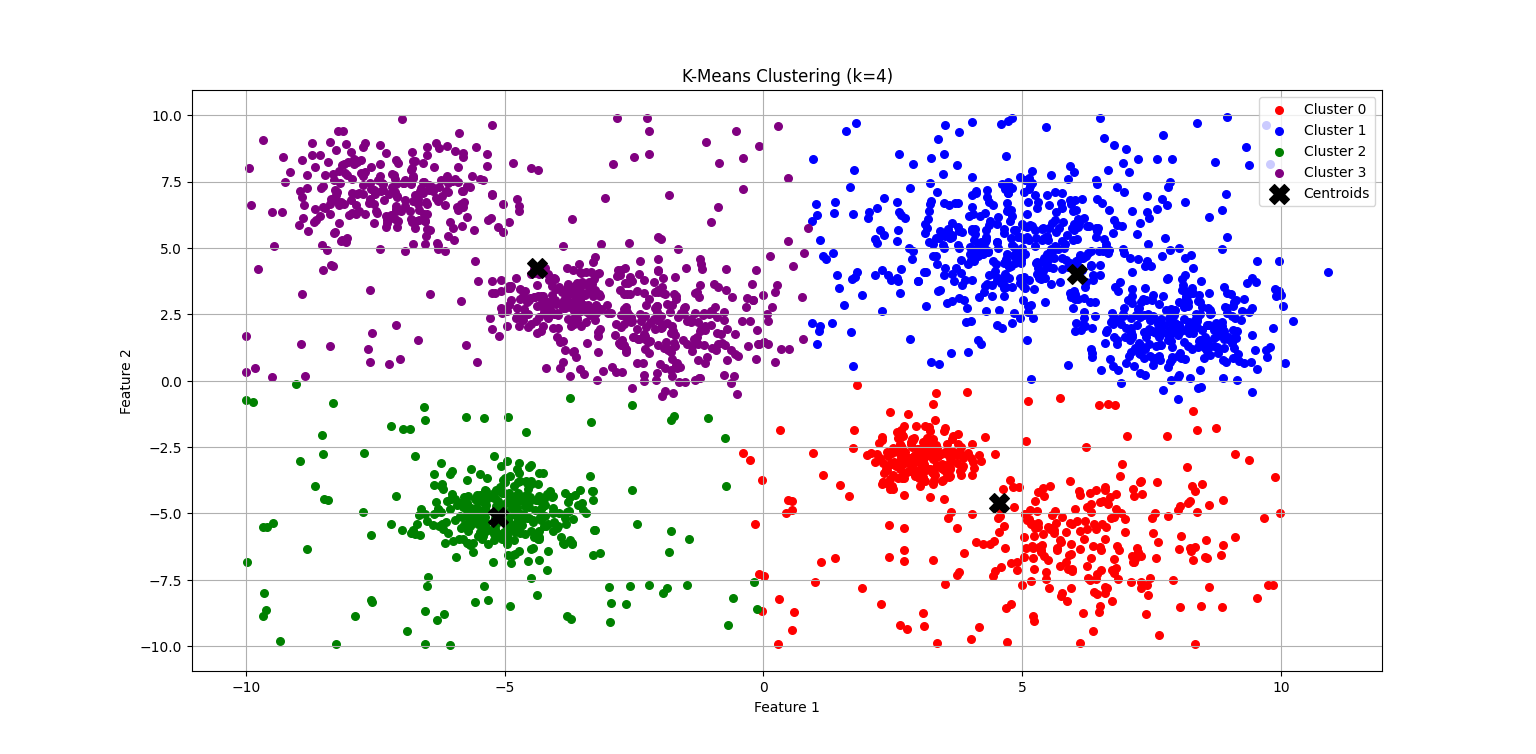 K-Means Clustering (k=4)
10.0
7.5
5.0
2.5
0.0
−2.5
−5.0
−7.5
−10.0
Feature 2
−10
−5
0
5
10
Feature 1
Cluster 0
Cluster 1
Cluster 2
Cluster 3
Centroids